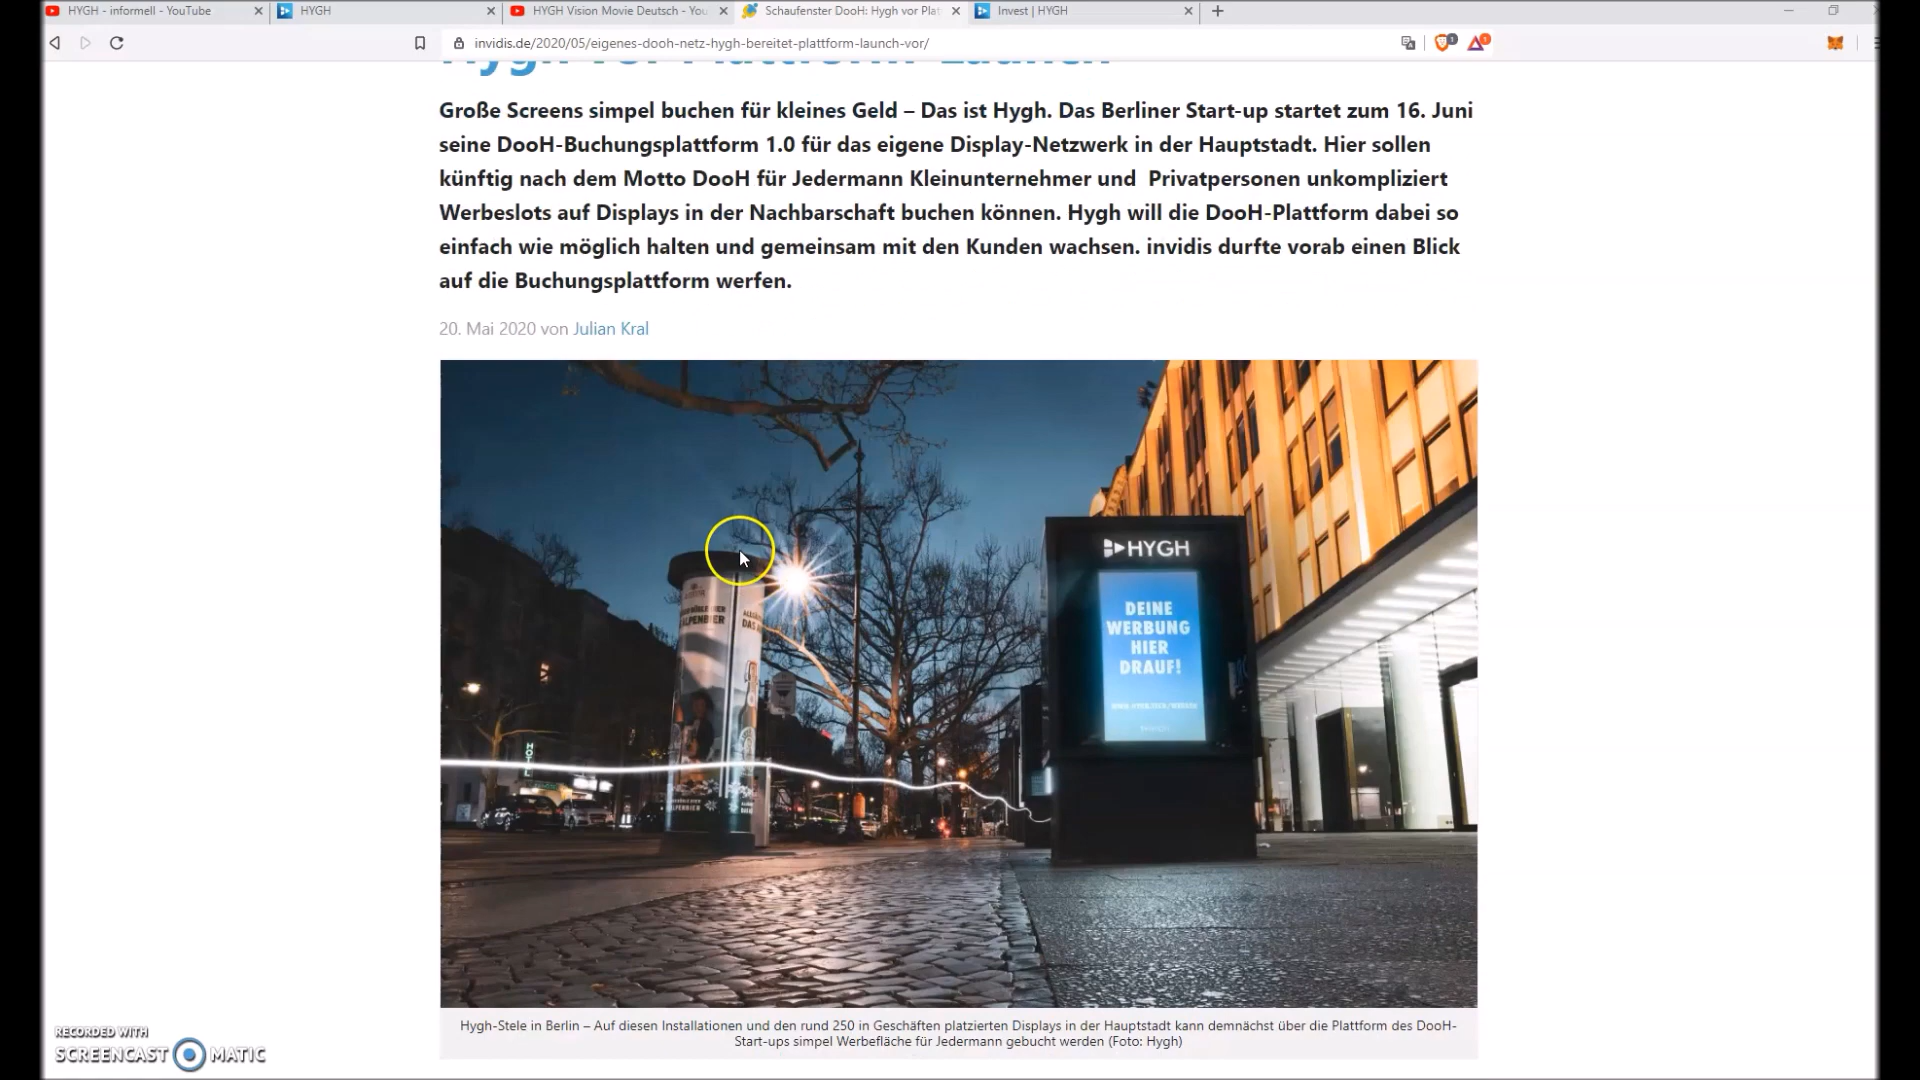 HYGH - informell - YouTube
HYGH
HYGH Vision Movie Deutsch - You
Schaufenster DooH: Hygh vor Plat
Invest | HYGH
invidis.de/2020/05/eigenes-dooh-netz-hygh-bereitet-plattform-launch-vor/
Hygh vor Plattform-Launch
Große Screens simpel buchen für kleines Geld – Das ist Hygh. Das Berliner Start-up startet zum 16. Juni
seine DooH-Buchungsplattform 1.0 für das eigene Display-Netzwerk in der Hauptstadt. Hier sollen
künftig nach dem Motto DooH für Jedermann Kleinunternehmer und Privatpersonen unkompliziert
Werbeslots auf Displays in der Nachbarschaft buchen können. Hygh will die DooH-Plattform dabei so
einfach wie möglich halten und gemeinsam mit den Kunden wachsen. invidis durfte vorab einen Blick
auf die Buchungsplattform werfen.
20. Mai 2020 von Julian Kral
HYGH
DEINE
WERBUNG
HIER
DRAUF!
ALPENBIER
HOTEL
Hygh-Stele in Berlin – Auf diesen Installationen und den rund 250 in Geschäften platzierten Displays in der Hauptstadt kann demnächst über die Plattform des DooH-
Start-ups simpel Werbefläche für Jedermann gebucht werden (Foto: Hygh)
RECORDED WITH
SCREENCAST MATIC